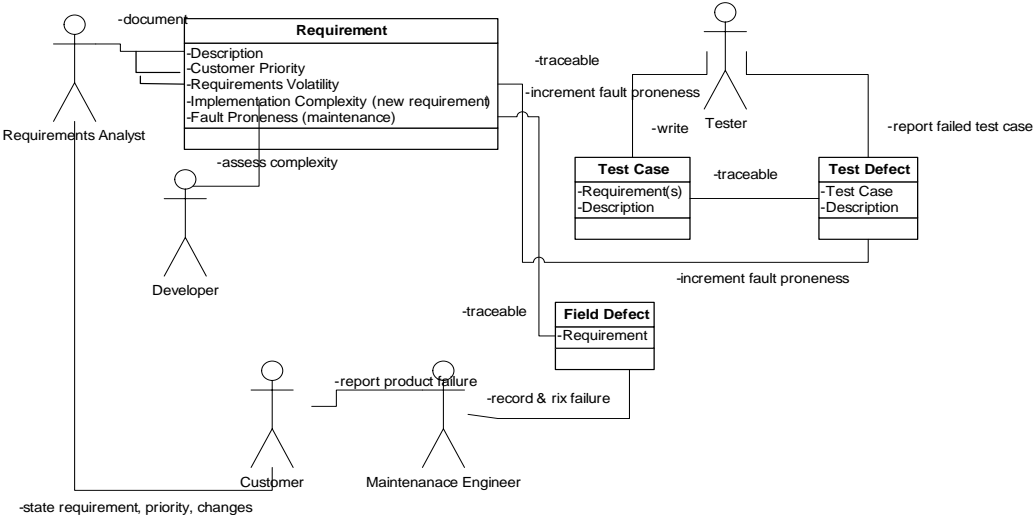 -document
Requirement
-Description
-Customer Priority
-Requirements Volatility
-Implementation Complexity (new requirement)
-Fault Proneness (maintenance)
Requirements Analyst
-assess complexity
Developer
-traceable
-increment fault proneness
Tester
-write
-report failed test case
Test Case
-Requirement(s)
-Description
-traceable
Test Defect
-Test Case
-Description
-increment fault proneness
-traceable
Field Defect
-Requirement
-report product failure
-record & rix failure
Customer
Maintenanace Engineer
-state requirement, priority, changes